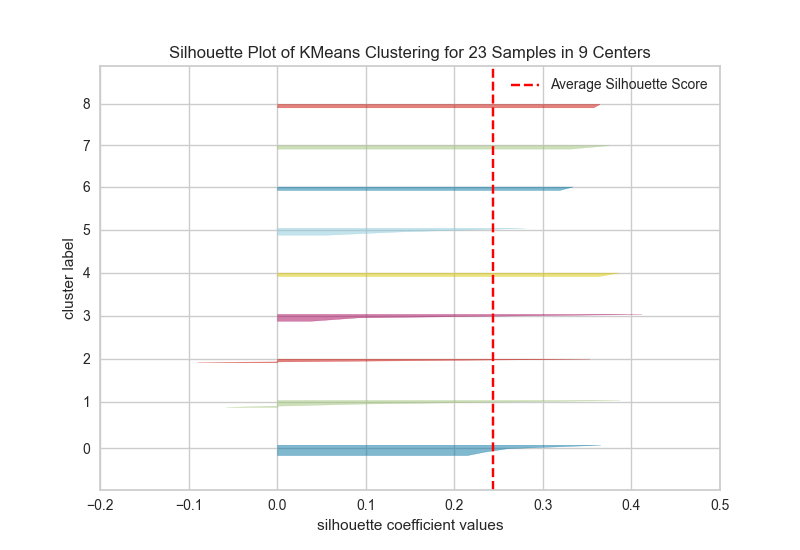 Silhouette Plot of KMeans Clustering for 23 Samples in 9 Centers
Average Silhouette Score
8
7
6
5
4
3
2
1
0
cluster label
−0.2 −0.1 0.0 0.1 0.2 0.3 0.4 0.5
silhouette coefficient values